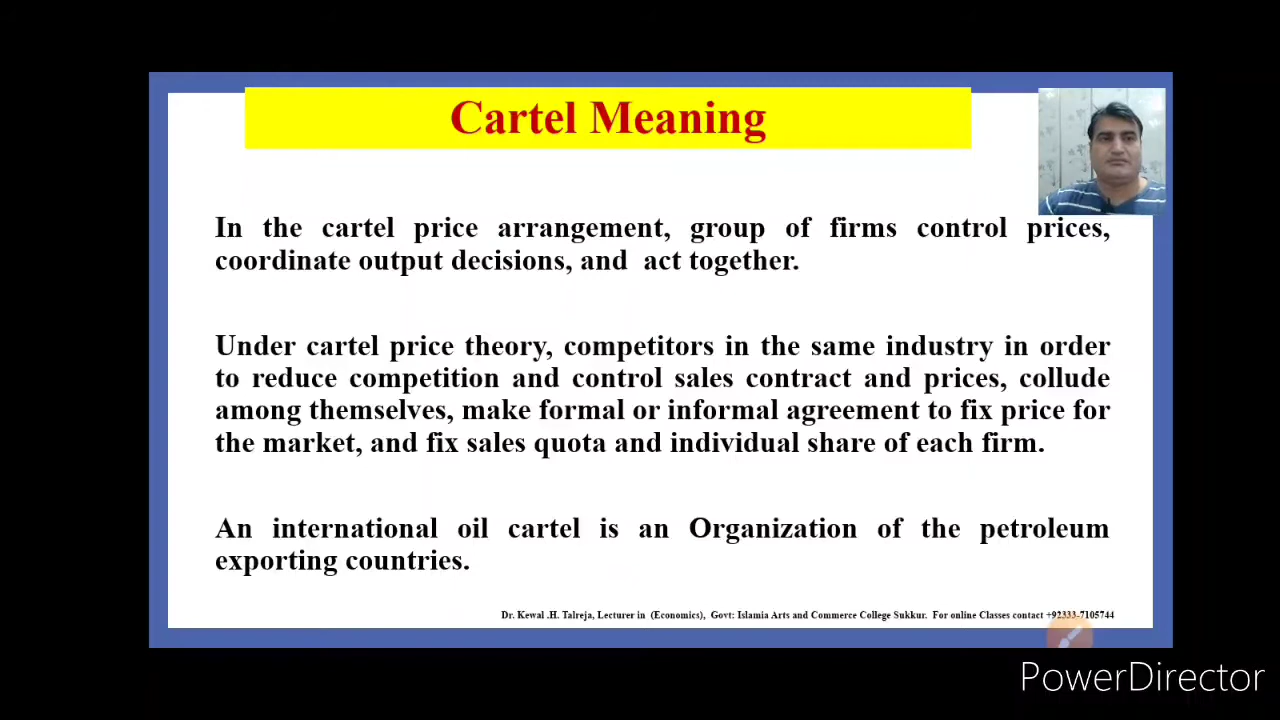 Cartel Meaning
In the cartel price arrangement, group of firms control prices,
coordinate output decisions, and act together.
Under cartel price theory, competitors in the same industry in order
to reduce competition and control sales contract and prices, collude
among themselves, make formal or informal agreement to fix price for
the market, and fix sales quota and individual share of each firm.
An international oil cartel is an Organization of the petroleum
exporting countries.
Dr. Kewal .H. Talreja, Lecturer in (Economics), Govt: Islamia Arts and Commerce College Sukkur. For online Classes contact +92333-7105744
PowerDirector